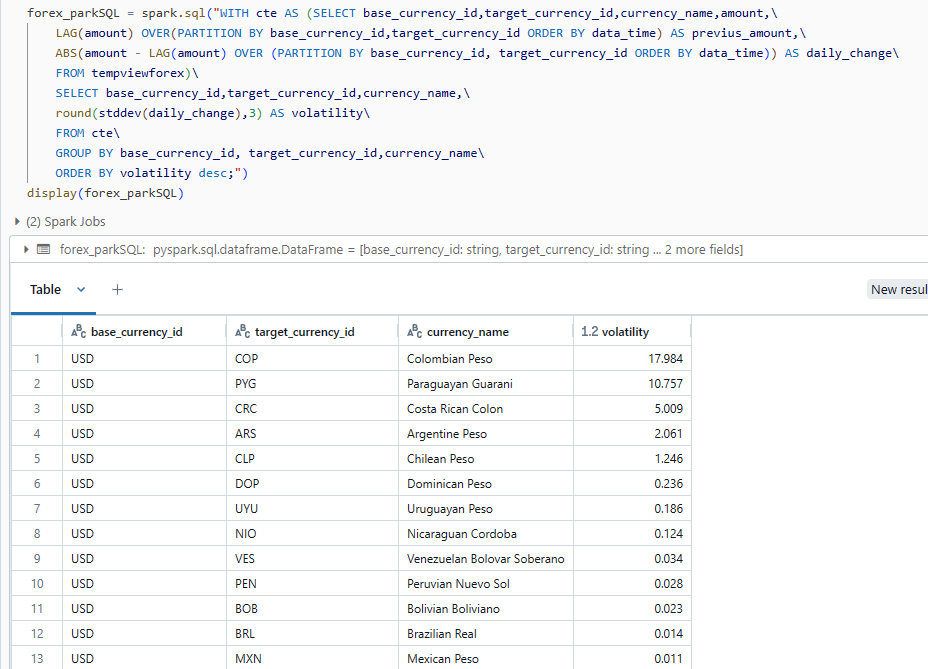 forex_parkSQL = spark.sql("WITH cte AS (SELECT base_currency_id,target_currency_id,currency_name,amount,\
LAG(amount) OVER(PARTITION BY base_currency_id,target_currency_id ORDER BY data_time) AS previus_amount,\
ABS(amount - LAG(amount) OVER (PARTITION BY base_currency_id, target_currency_id ORDER BY data_time)) AS daily_change\
FROM tempviewforex)\
SELECT base_currency_id,target_currency_id,currency_name,\
round(stddev(daily_change),3) AS volatility\
FROM cte\
GROUP BY base_currency_id, target_currency_id,currency_name\
ORDER BY volatility desc;")
display(forex_parkSQL)
(2) Spark Jobs
forex_parkSQL: pyspark.sql.dataframe.DataFrame = [base_currency_id: string, target_currency_id: string ... 2 more fields]
Table + New resul
ABC base_currency_id ABC target_currency_id ABC currency_name 1.2 volatility
1 USD COP Colombian Peso 17.984
2 USD PYG Paraguayan Guarani 10.757
3 USD CRC Costa Rican Colon 5.009
4 USD ARS Argentine Peso 2.061
5 USD CLP Chilean Peso 1.246
6 USD DOP Dominican Peso 0.236
7 USD UYU Uruguayan Peso 0.186
8 USD NIO Nicaraguan Cordoba 0.124
9 USD VES Venezuelan Bolovar Soberano 0.034
10 USD PEN Peruvian Nuevo Sol 0.028
11 USD BOB Bolivian Boliviano 0.023
12 USD BRL Brazilian Real 0.014
13 USD MXN Mexican Peso 0.011